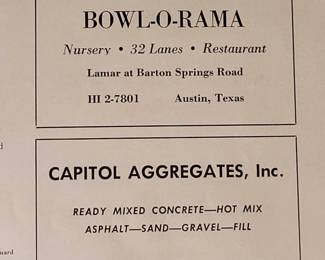 BOWL-O-RAMA
Nursery • 32 Lanes • Restaurant
Lamar at Barton Springs Road
HI 2-7801 Austin, Texas
CAPITOL AGGREGATES, Inc.
READY MIXED CONCRETE—HOT MIX
ASPHALT—SAND—GRAVEL—FILL